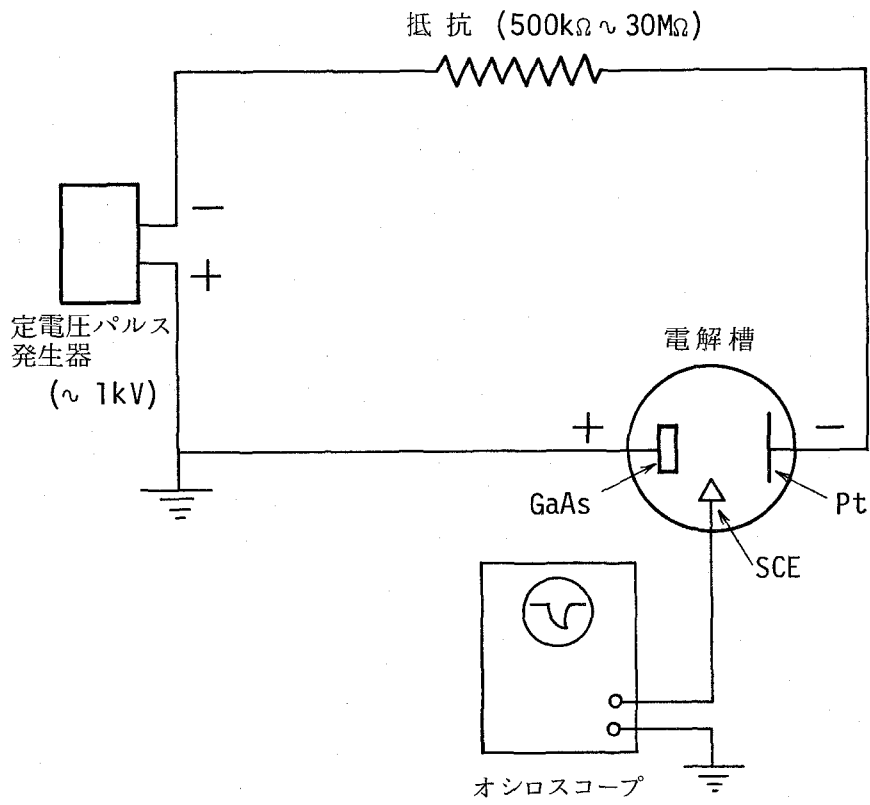 抵抗 (500kΩ~30MΩ)
−
+
定電圧パルス
発生器
(~ 1kV)
電解槽
+
−
GaAs
Pt
SCE
オシロスコープ